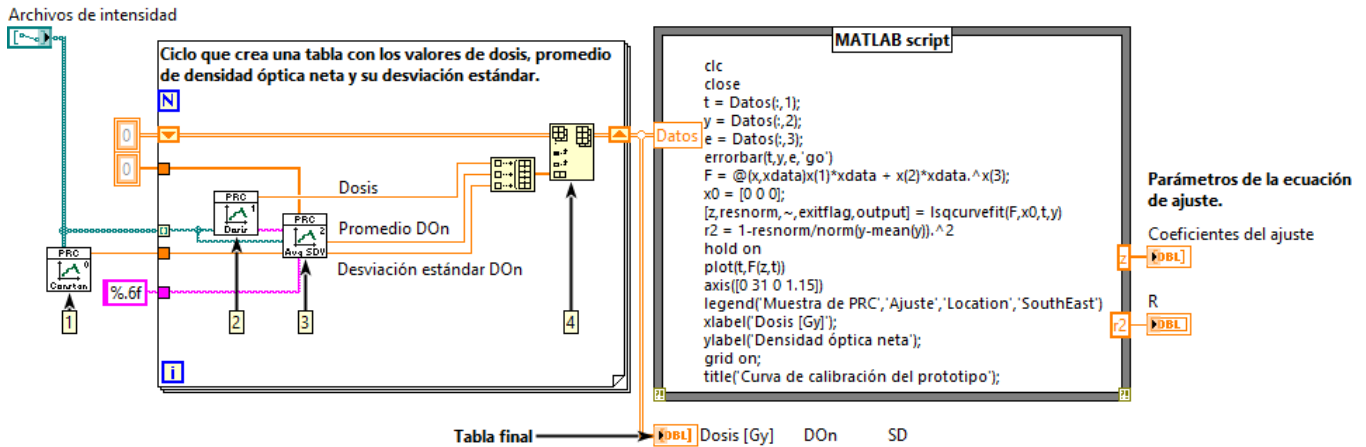 Archivos de intensidad
Ciclo que crea una tabla con los valores de dosis, promedio
de densidad óptica neta y su desviación estándar.
N
0
0
PRC
0
Constan
1
%.6f
PRC
1
Dosis
2
PRC
2
Avg SDV
3
Dosis
Promedio DOn
Desviación estándar DOn
4
i
Datos
MATLAB script
clc
close
t = Datos(:,1);
y = Datos(:,2);
e = Datos(:,3);
errorbar(t,y,e,'go')
F = @(x,xdata)x(1)*xdata + x(2)*xdata.^x(3);
x0 = [0 0 0];
[z,resnorm,~,exitflag,output] = lsqcurvefit(F,x0,t,y)
r2 = 1-resnorm/norm(y-mean(y)).^2
hold on
plot(t,F(z,t))
axis([0 31 0 1.15])
legend('Muestra de PRC','Ajuste','Location','SouthEast')
xlabel('Dosis [Gy]');
ylabel('Densidad óptica neta');
grid on;
title('Curva de calibración del prototipo');
z
r2
Parámetros de la ecuación
de ajuste.
Coeficientes del ajuste
DBL]
R
DBL
Tabla final
DBL]
Dosis [Gy] DOn SD